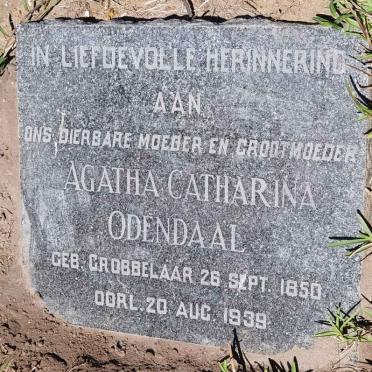 IN LIEFDEVOLLE HERINNERING
AAN
ONS DIERBARE MOEDER EN GROOTMOEDER
AGATHA CATHARINA
ODENDAAL
GEB. GROBBELAAR 28 SEPT. 1850
OORL. 20 AUG. 1939